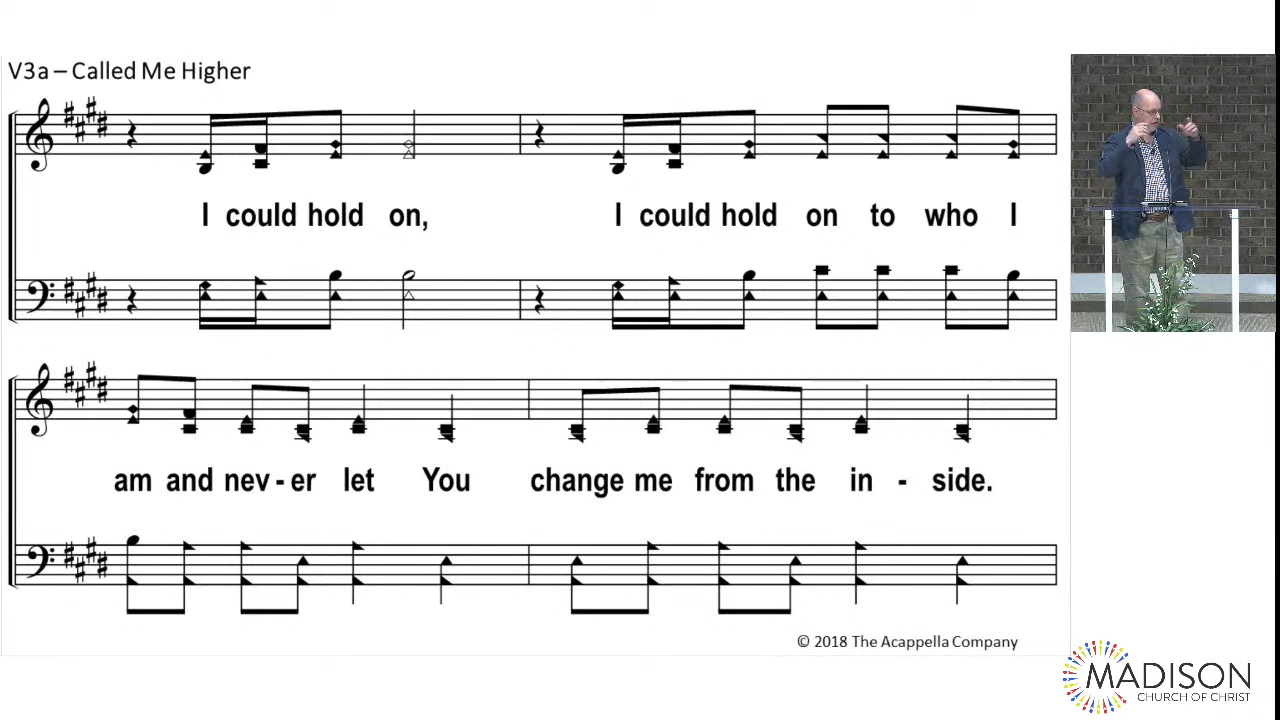 V3a – Called Me Higher
I could hold on, I could hold on to who I
am and nev - er let You change me from the in - side.
© 2018 The Acappella Company
MADISON
CHURCH OF CHRIST